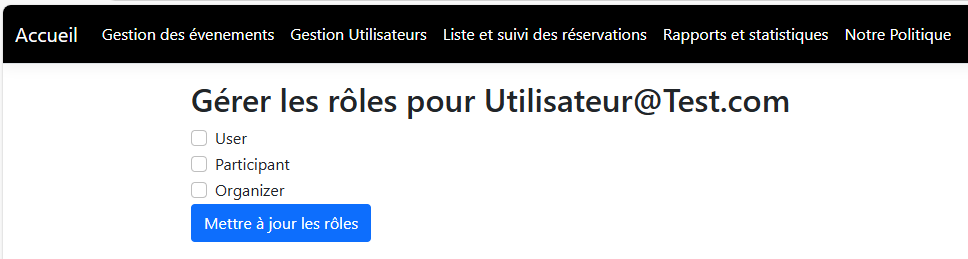 Accueil Gestion des évenements Gestion Utilisateurs Liste et suivi des réservations Rapports et statistiques Notre Politique
Gérer les rôles pour Utilisateur@Test.com
User
Participant
Organizer
Mettre à jour les rôles